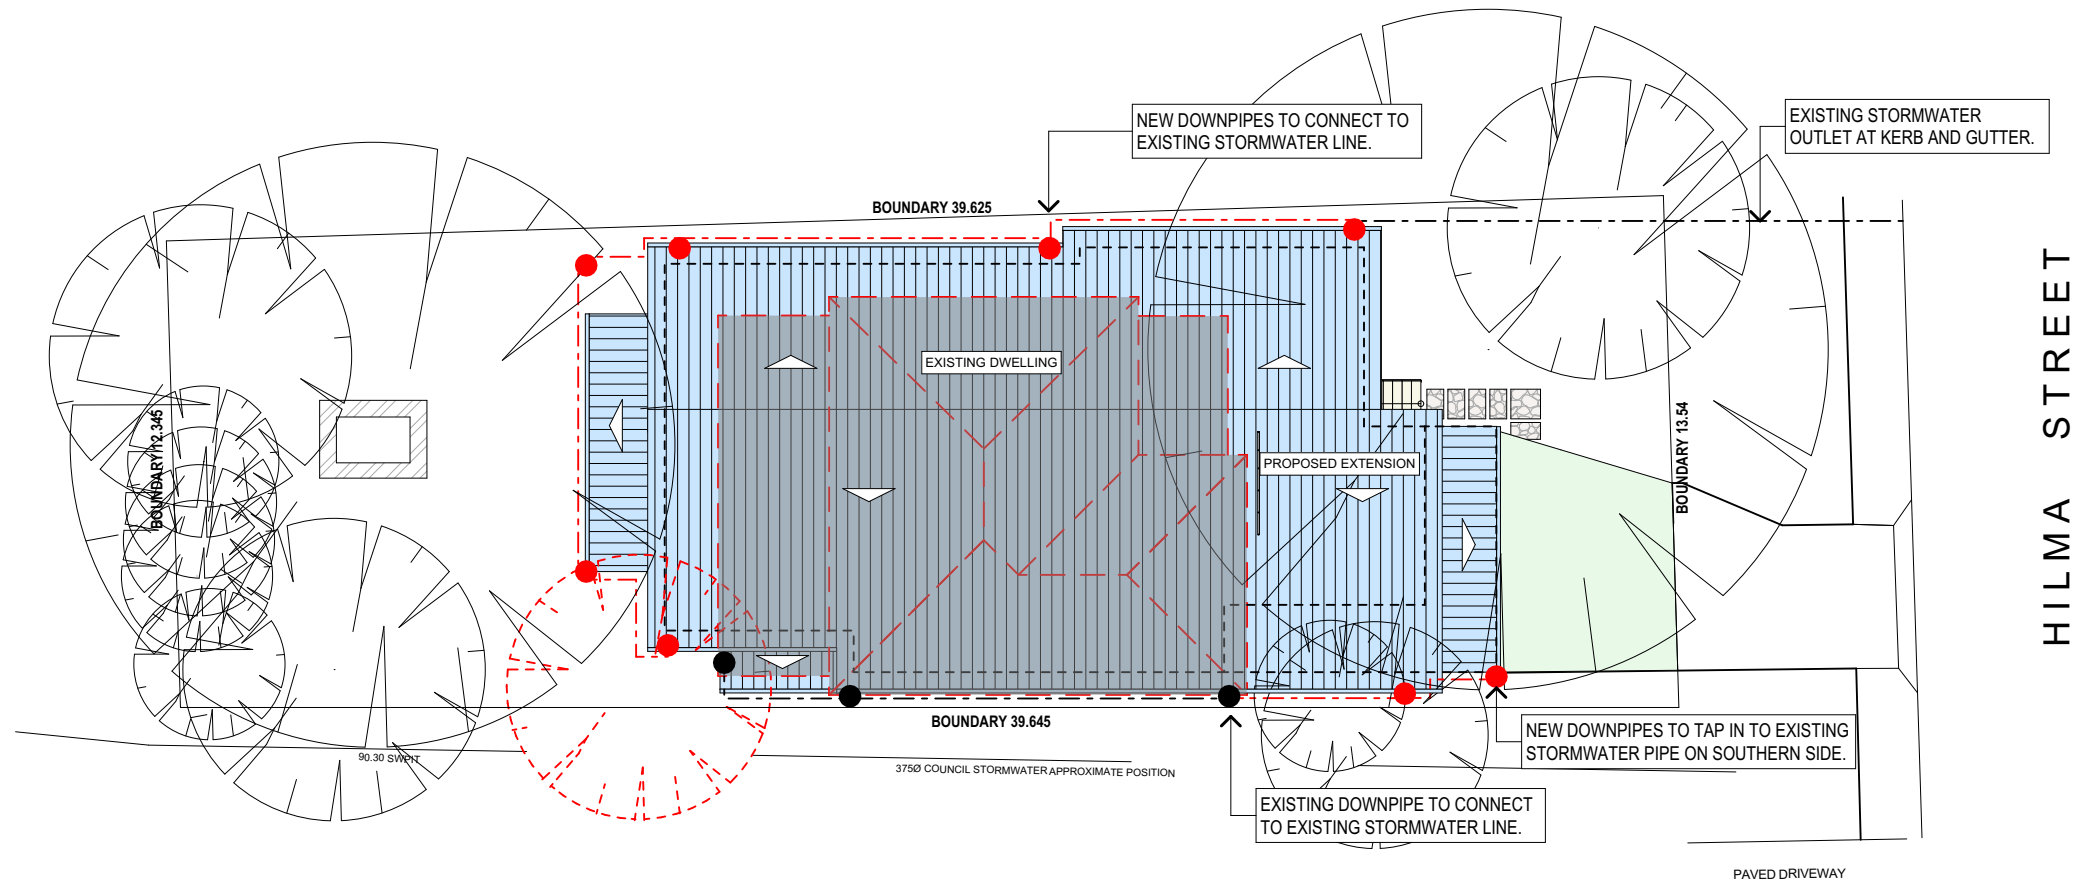 NEW DOWNPIPES TO CONNECT TO
EXISTING STORMWATER LINE.
EXISTING STORMWATER
OUTLET AT KERB AND GUTTER.
BOUNDARY 39.625
HILMA STREET
EXISTING DWELLING
BOUNDARY 12.345
PROPOSED EXTENSION
BOUNDARY 13.54
BOUNDARY 39.645
NEW DOWNPIPES TO TAP IN TO EXISTING
STORMWATER PIPE ON SOUTHERN SIDE.
90.30 SWPIT
375Ø COUNCIL STORMWATER APPROXIMATE POSITION
EXISTING DOWNPIPE TO CONNECT
TO EXISTING STORMWATER LINE.
PAVED DRIVEWAY